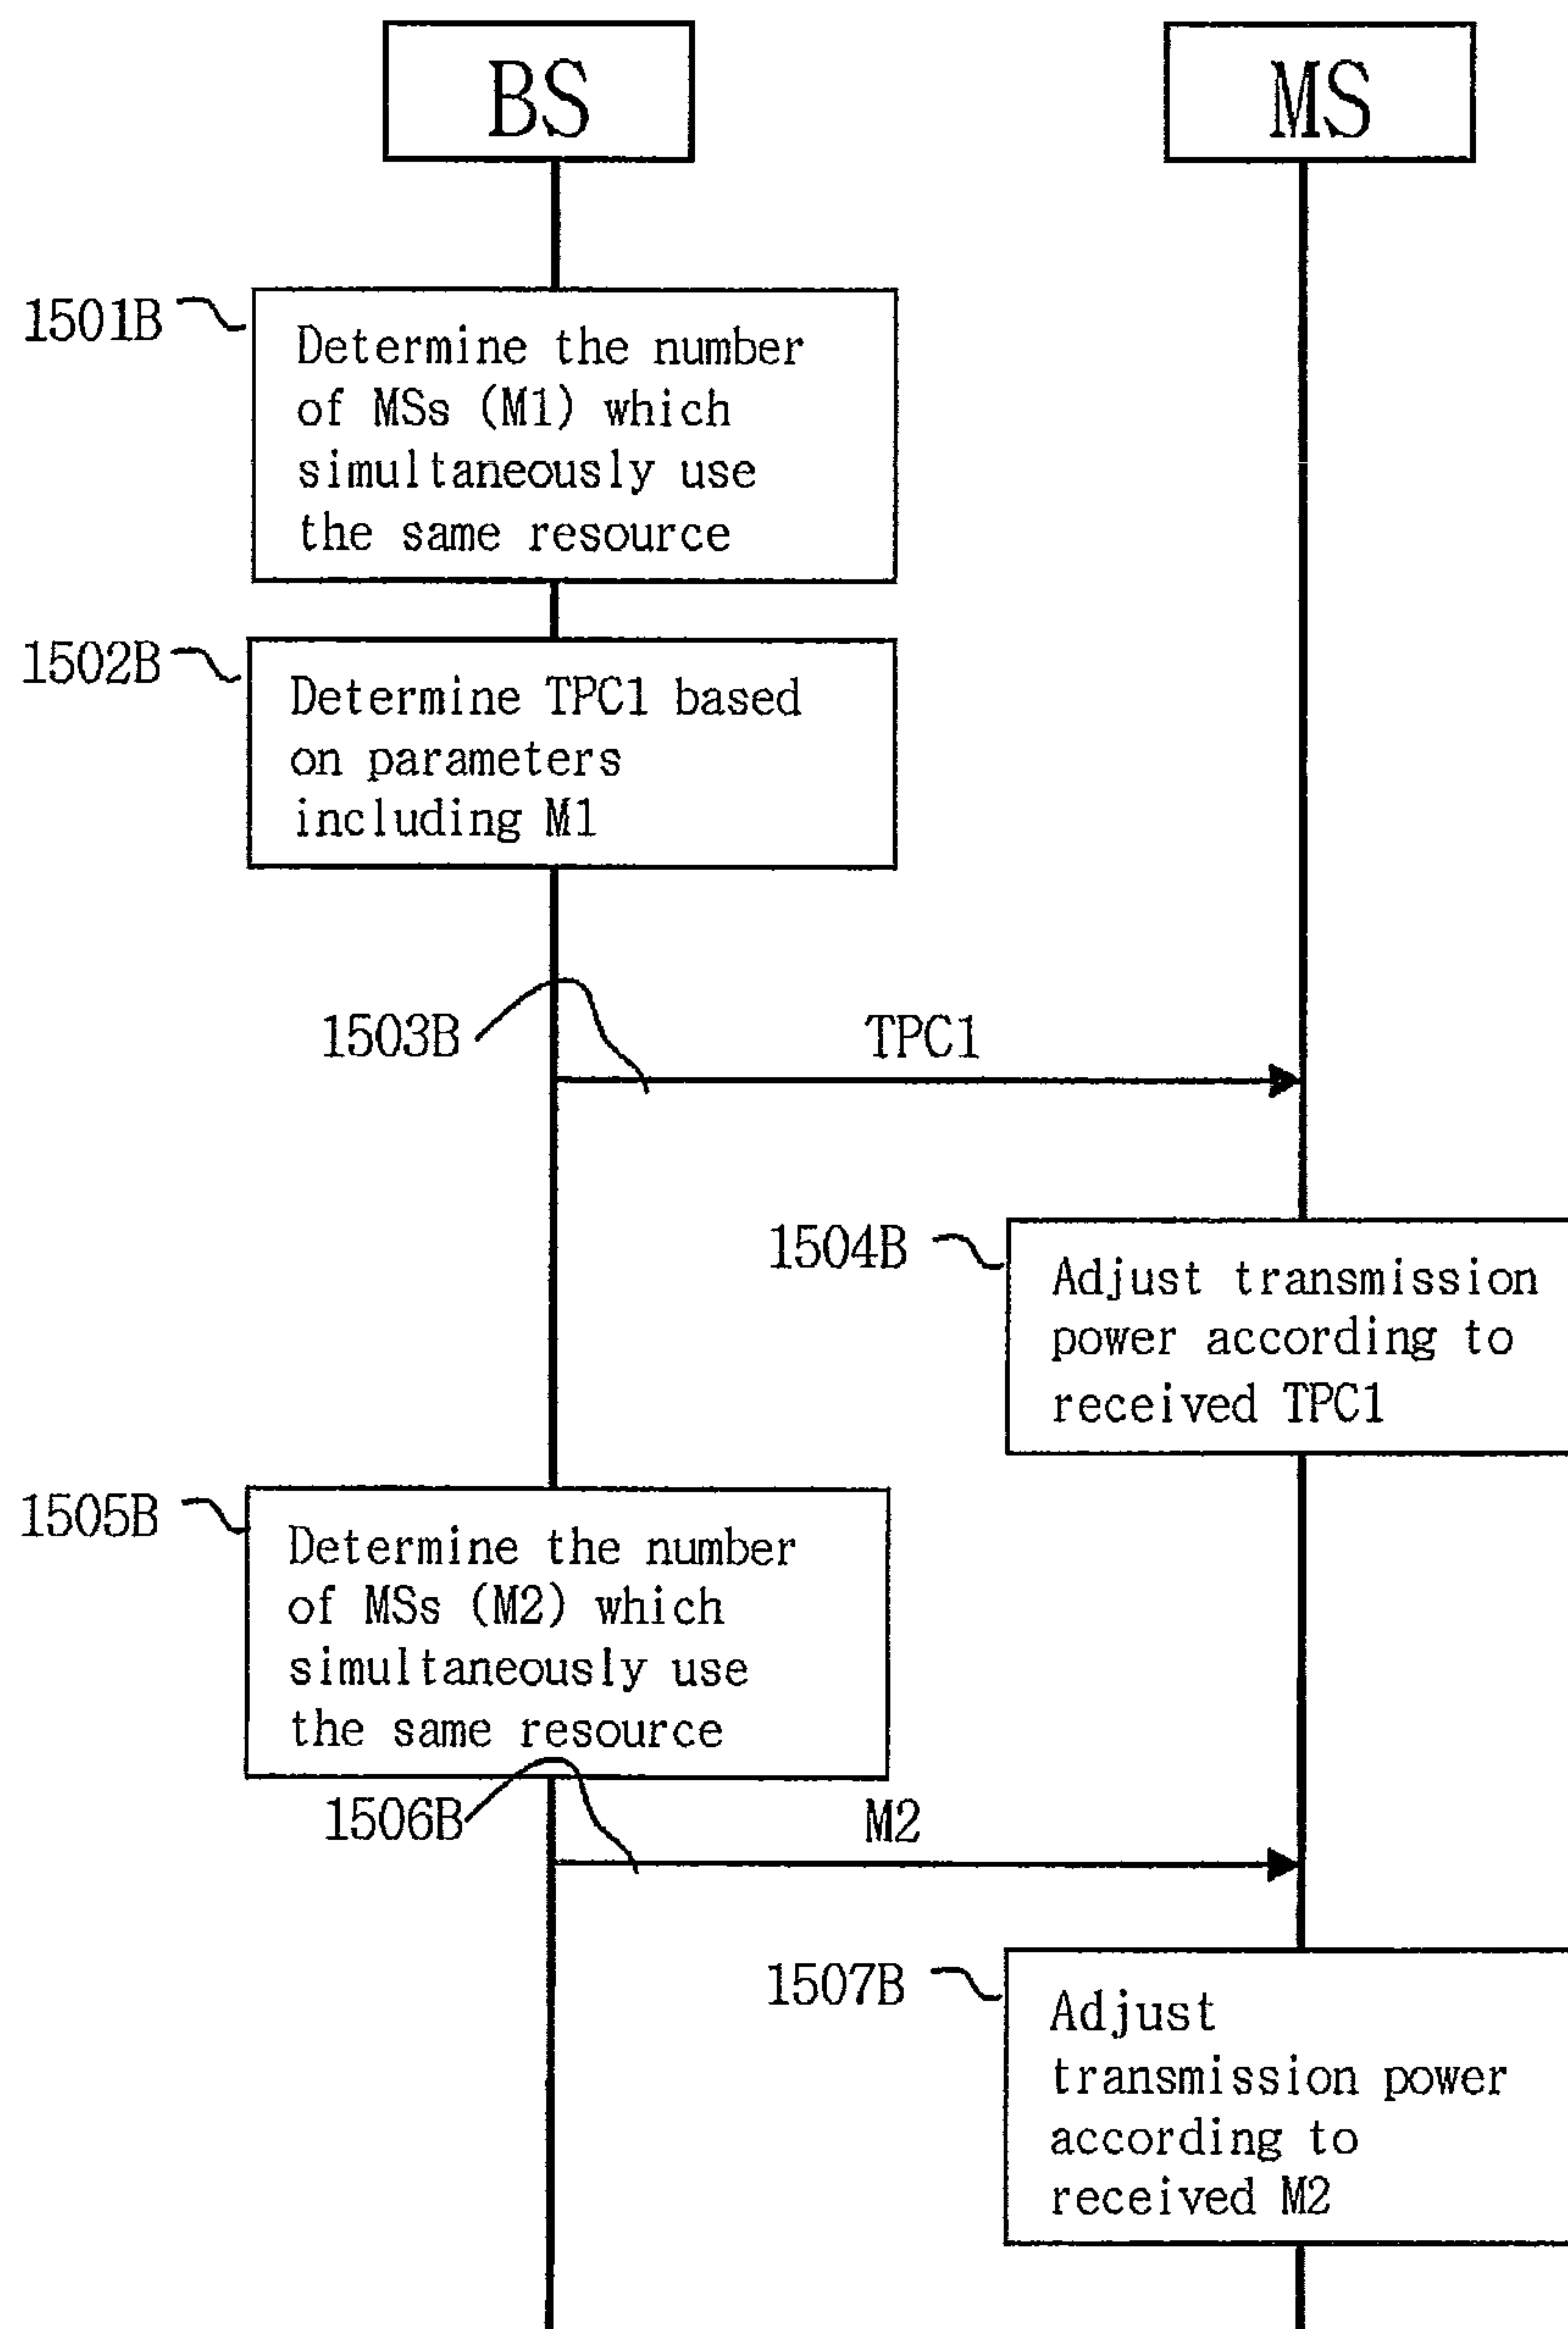 BS
MS
1501B
Determine the number
of MSs (M1) which
simultaneously use
the same resource
1502B
Determine TPC1 based
on parameters
including M1
1503B
TPC1
1504B
Adjust transmission
power according to
received TPC1
1505B
Determine the number
of MSs (M2) which
simultaneously use
the same resource
1506B
M2
1507B
Adjust
transmission power
according to
received M2